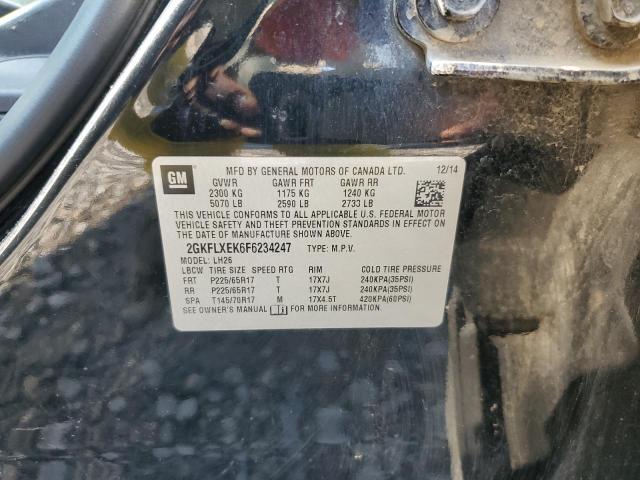 GM
MFD BY GENERAL MOTORS OF CANADA LTD. 12/14
GVWR GAWR FRT GAWR RR
2300 KG 1175 KG 1240 KG
5070 LB 2590 LB 2733 LB
THIS VEHICLE CONFORMS TO ALL APPLICABLE U.S. FEDERAL MOTOR
VEHICLE SAFETY AND THEFT PREVENTION STANDARDS IN EFFECT ON
THE DATE OF MANUFACTURE SHOWN ABOVE.
2GKFLXEK6F6234247 TYPE: M.P.V.
MODEL: LH26
LBCW TIRE SIZE SPEED RTG RIM COLD TIRE PRESSURE
FRT P225/65R17 T 17X7J 240KPA(35PSI)
RR P225/65R17 T 17X7J 240KPA(35PSI)
SPA T145/70R17 M 17X4.5T 420KPA(60PSI)
SEE OWNER'S MANUAL FOR MORE INFORMATION.